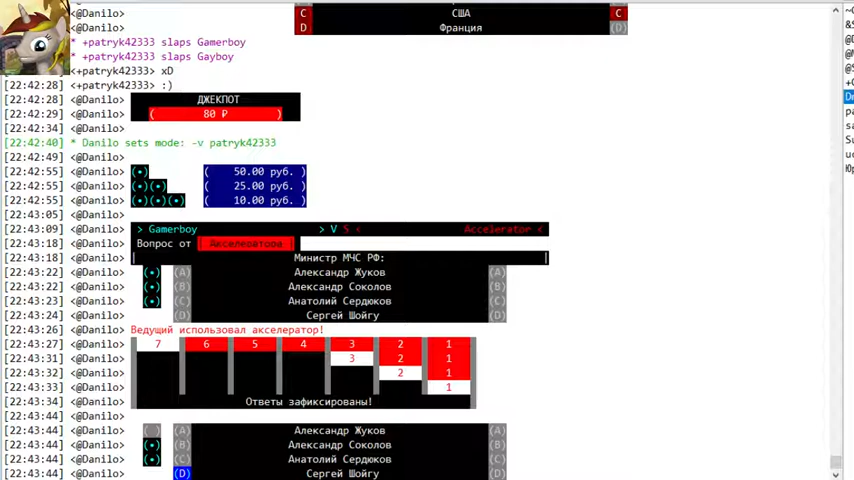 <@Danilo> C США C
<@Danilo> D Франция D
* +patryk42333 slaps Gamerboy
* +patryk42333 slaps Gayboy
<+patryk42333> xD
[22:42:28] <+patryk42333> :)
[22:42:28] <@Danilo> ДЖЕКПОТ
[22:42:29] <@Danilo> ( 80 ₽ )
[22:42:34] <@Danilo>
[22:42:40] * Danilo sets mode: -v patryk42333
[22:42:49] <@Danilo>
[22:42:55] <@Danilo> (•) ( 50.00 руб. )
[22:42:55] <@Danilo> (•)(•) ( 25.00 руб. )
[22:42:55] <@Danilo> (•)(•)(•) ( 10.00 руб. )
[22:43:05] <@Danilo>
[22:43:09] <@Danilo> > Gamerboy > V S < Accelerator <
[22:43:18] <@Danilo> Вопрос от | Акселератора |
[22:43:18] <@Danilo> | Министр МЧС РФ: |
[22:43:22] <@Danilo> (•) (A) Александр Жуков (A)
[22:43:22] <@Danilo> (•) (B) Александр Соколов (B)
[22:43:23] <@Danilo> (•) (C) Анатолий Сердюков (C)
[22:43:24] <@Danilo> (D) Сергей Шойгу (D)
[22:43:26] <@Danilo> Ведущий использовал акселератор!
[22:43:27] <@Danilo> 7 6 5 4 3 2 1
[22:43:31] <@Danilo> 3 2 1
[22:43:32] <@Danilo> 2 1
[22:43:33] <@Danilo> 1
[22:43:34] <@Danilo> Ответы зафиксированы!
[22:43:44] <@Danilo>
[22:43:44] <@Danilo> ( ) (A) Александр Жуков (A)
[22:43:44] <@Danilo> (•) (B) Александр Соколов (B)
[22:43:44] <@Danilo> (•) (C) Анатолий Сердюков (C)
[22:43:44] <@Danilo> (D) Сергей Шойгу (D)